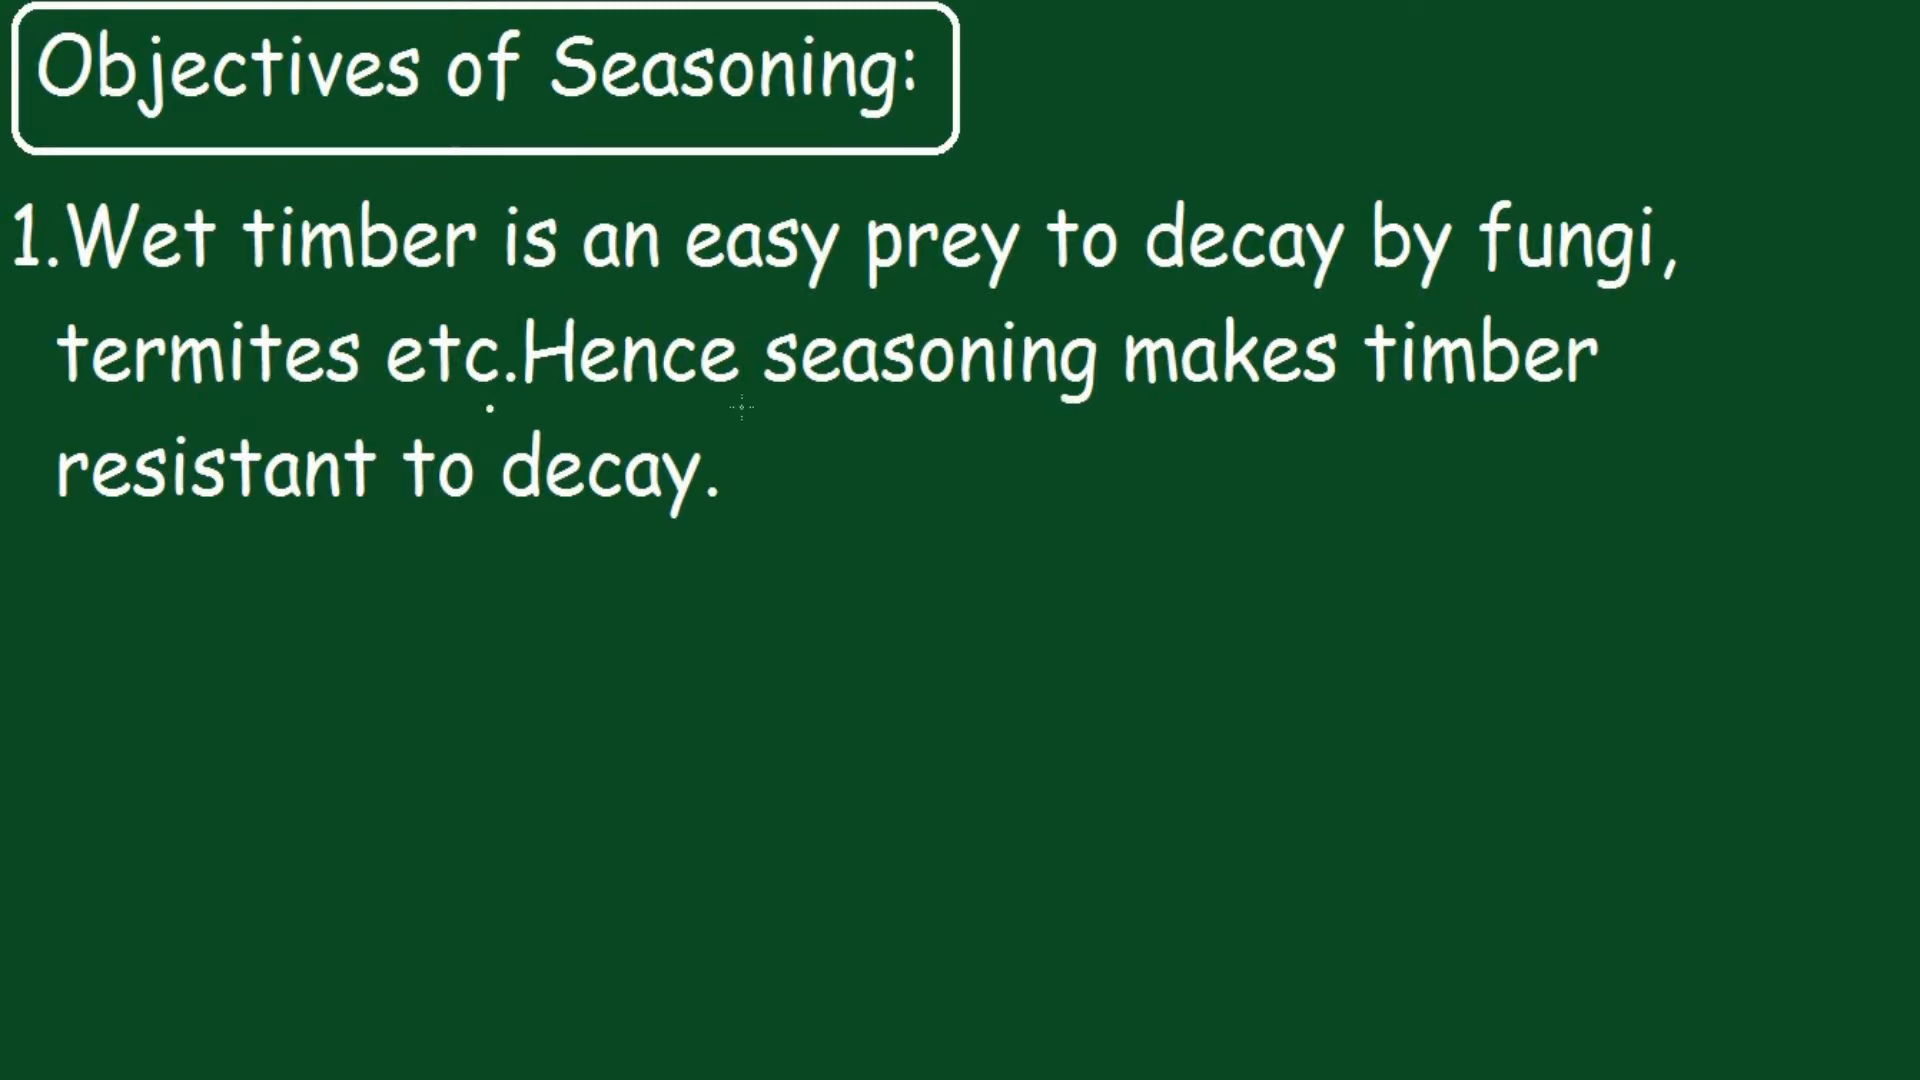 Objectives of Seasoning:
1.Wet timber is an easy prey to decay by fungi,
termites etc.Hence seasoning makes timber
resistant to decay.